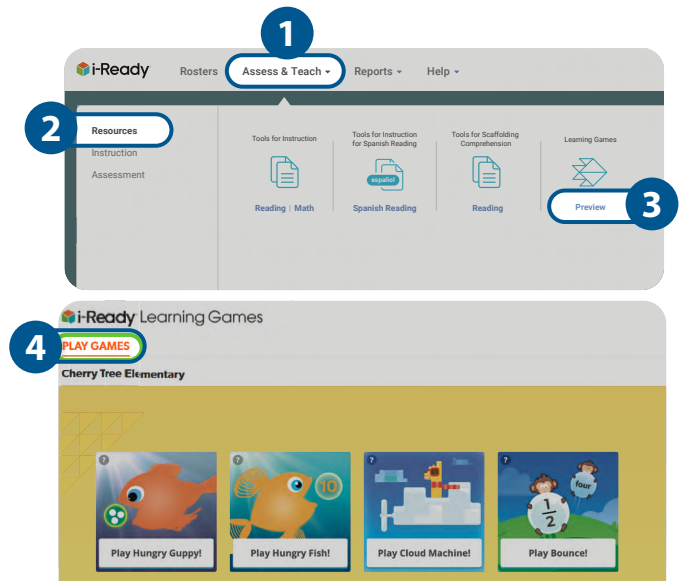 1
i-Ready Rosters Assess & Teach Reports Help
2
Resources
Instruction
Assessment
Tools for Instruction
Reading | Math
Tools for Instruction
for Spanish Reading
español
Spanish Reading
Tools for Scaffolding
Comprehension
Reading
Learning Games
Preview
3
i-Ready Learning Games
4
PLAY GAMES
Cherry Tree Elementary
?
Play Hungry Guppy!
?
10
Play Hungry Fish!
?
Play Cloud Machine!
?
1
2
four
Play Bounce!